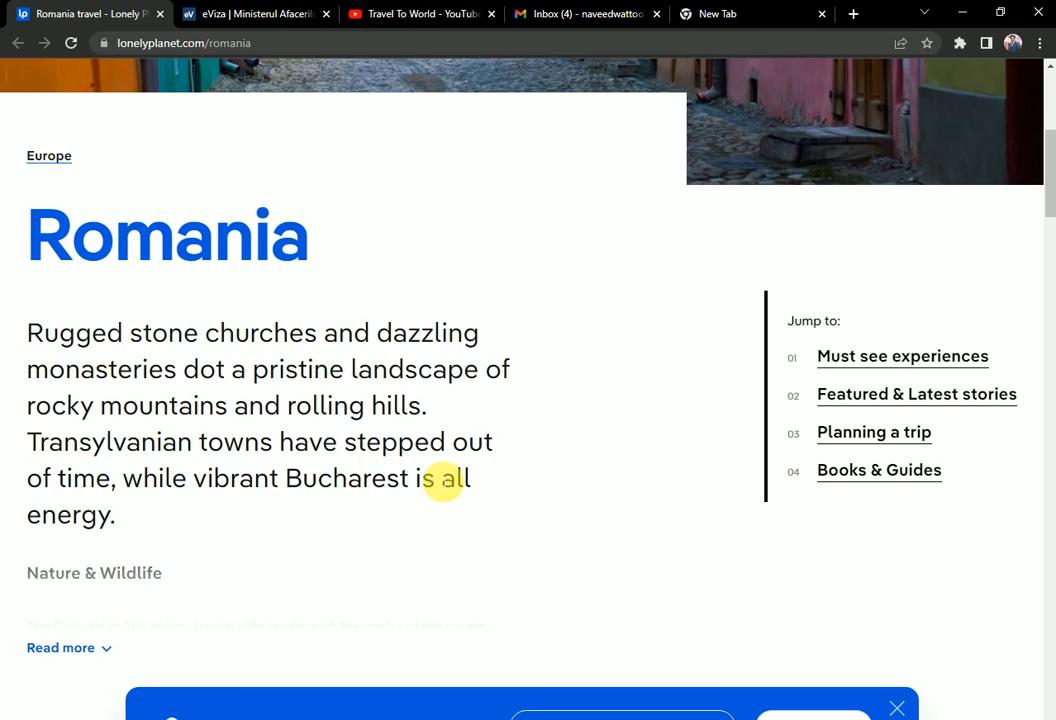 Romania travel - Lonely P
eViza | Ministerul Afaceril
Travel To World - YouTube
Inbox (4) - naveedwattoo
New Tab
lonelyplanet.com/romania
Europe
Romania
Rugged stone churches and dazzling
monasteries dot a pristine landscape of
rocky mountains and rolling hills.
Transylvanian towns have stepped out
of time, while vibrant Bucharest is all
energy.
Jump to:
01 Must see experiences
02 Featured & Latest stories
03 Planning a trip
04 Books & Guides
Nature & Wildlife
Read more